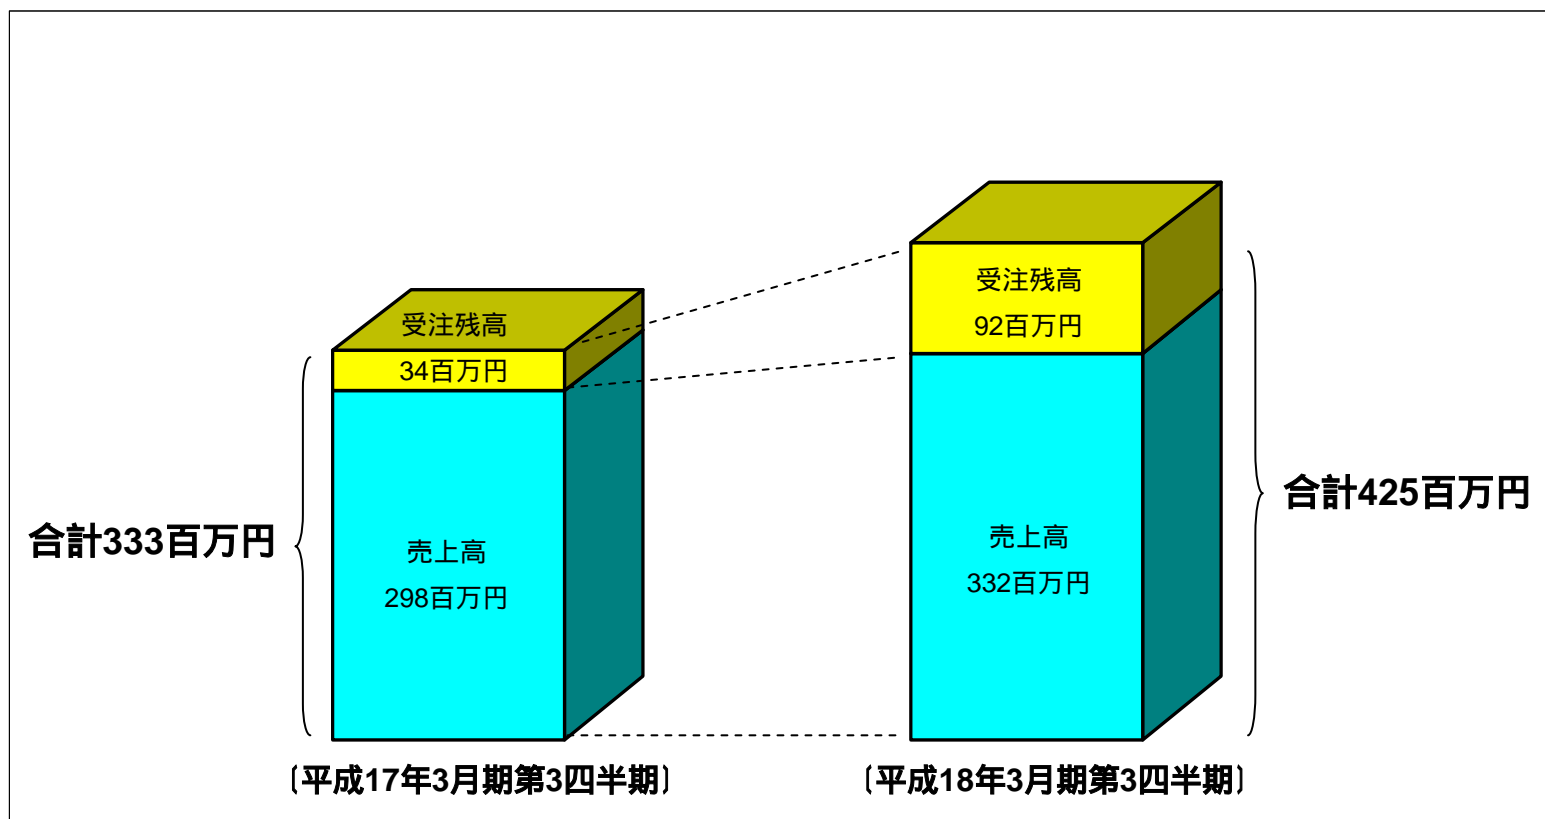 受注残高
34百万円
売上高
298百万円
合計333百万円
〔平成17年3月期第3四半期〕
受注残高
92百万円
売上高
332百万円
合計425百万円
〔平成18年3月期第3四半期〕